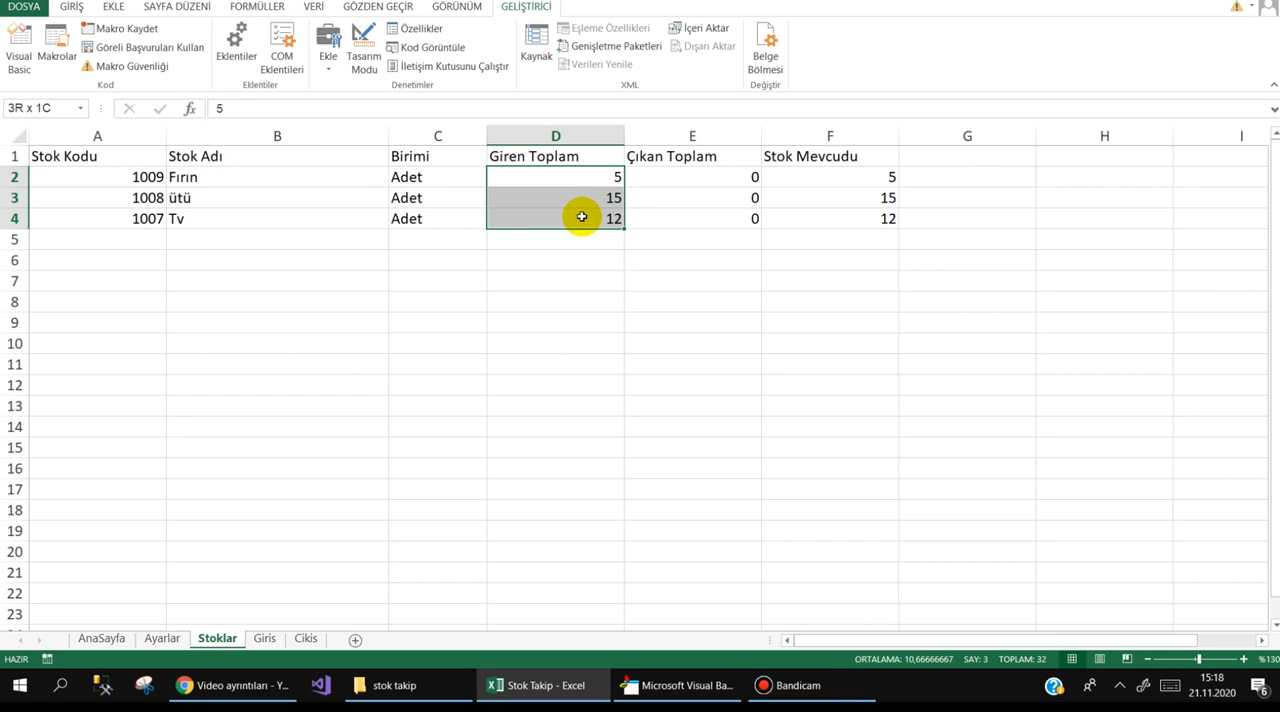 DOSYA GİRİŞ EKLE SAYFA DÜZENİ FORMÜLLER VERİ GÖZDEN GEÇİR GÖRÜNÜM GELİŞTİRİCİ
Visual Basic
Makrolar
Makro Kaydet
Göreli Başvuruları Kullan
Makro Güvenliği
Kod
Eklentiler
COM Eklentileri
Eklentiler
Ekle
Tasarım Modu
Özellikler
Kod Görüntüle
İletişim Kutusunu Çalıştır
Denetimler
Kaynak
Eşleme Özellikleri
Genişletme Paketleri
Verileri Yenile
İçeri Aktar
Dışarı Aktar
XML
Belge Bölmesi
Değiştir
3R x 1C fx 5
A B C D E F G H I
1 Stok Kodu Stok Adı Birimi Giren Toplam Çıkan Toplam Stok Mevcudu
2 1009 Fırın Adet 5 0 5
3 1008 ütü Adet 15 0 15
4 1007 Tv Adet 12 0 12
5
6
7
8
9
10
11
12
13
14
15
16
17
18
19
20
21
22
23
AnaSayfa Ayarlar Stoklar Giris Cikis
HAZIR ORTALAMA: 10,66666667 SAY: 3 TOPLAM: 32 %130
Video ayrıntıları - Y... stok takip Stok Takip - Excel Microsoft Visual Ba... Bandicam 15:18
21.11.2020 6